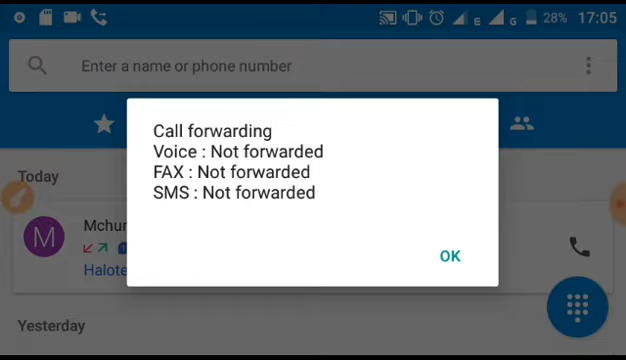 E G 28% 17:05
Enter a name or phone number
Call forwarding
Voice : Not forwarded
FAX : Not forwarded
SMS : Not forwarded
OK
Today
M
Yesterday